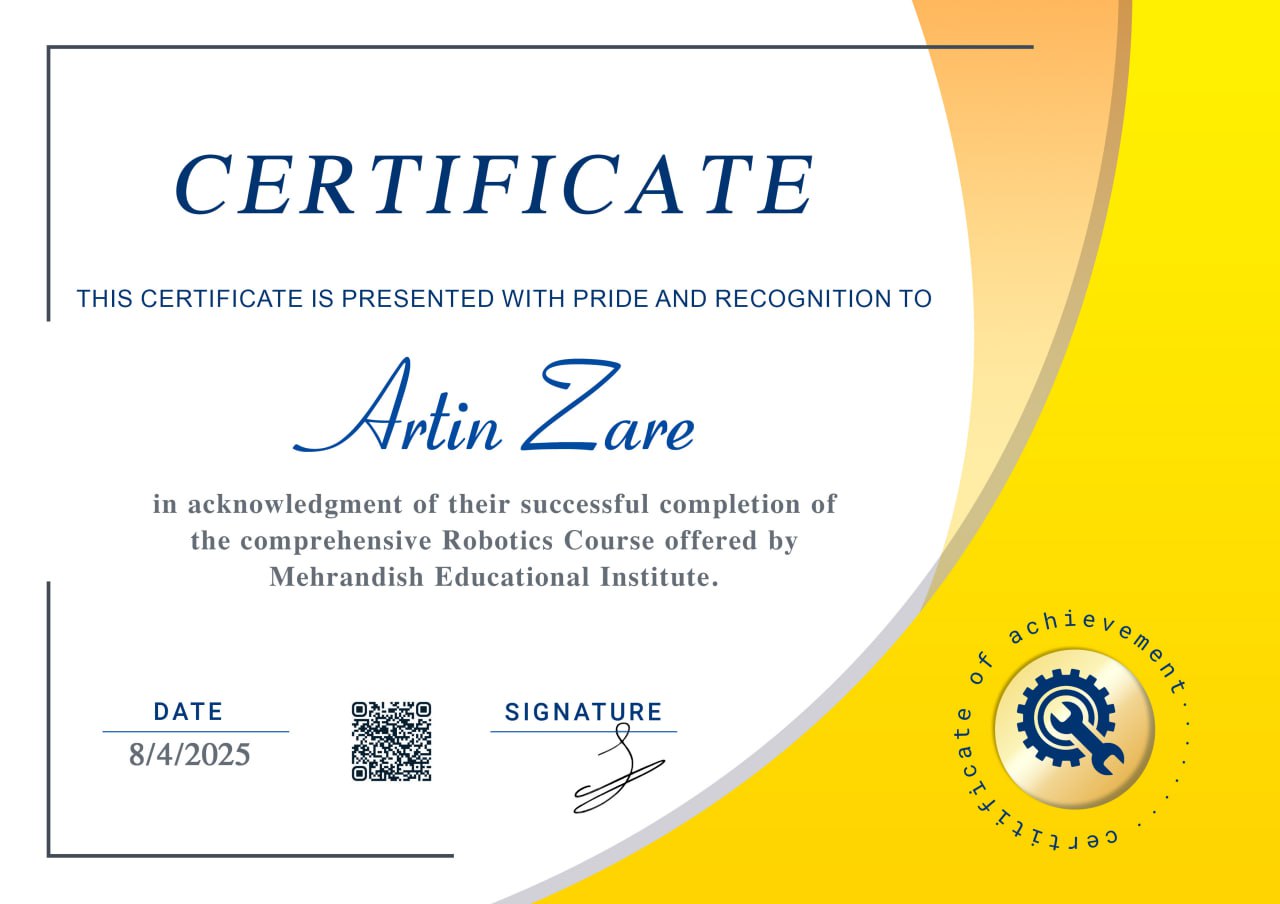 CERTIFICATE
THIS CERTIFICATE IS PRESENTED WITH PRIDE AND RECOGNITION TO
Artin Zare
in acknowledgment of their successful completion of
the comprehensive Robotics Course offered by
Mehrandish Educational Institute.
DATE
8/4/2025
SIGNATURE
certificate of achievement.........